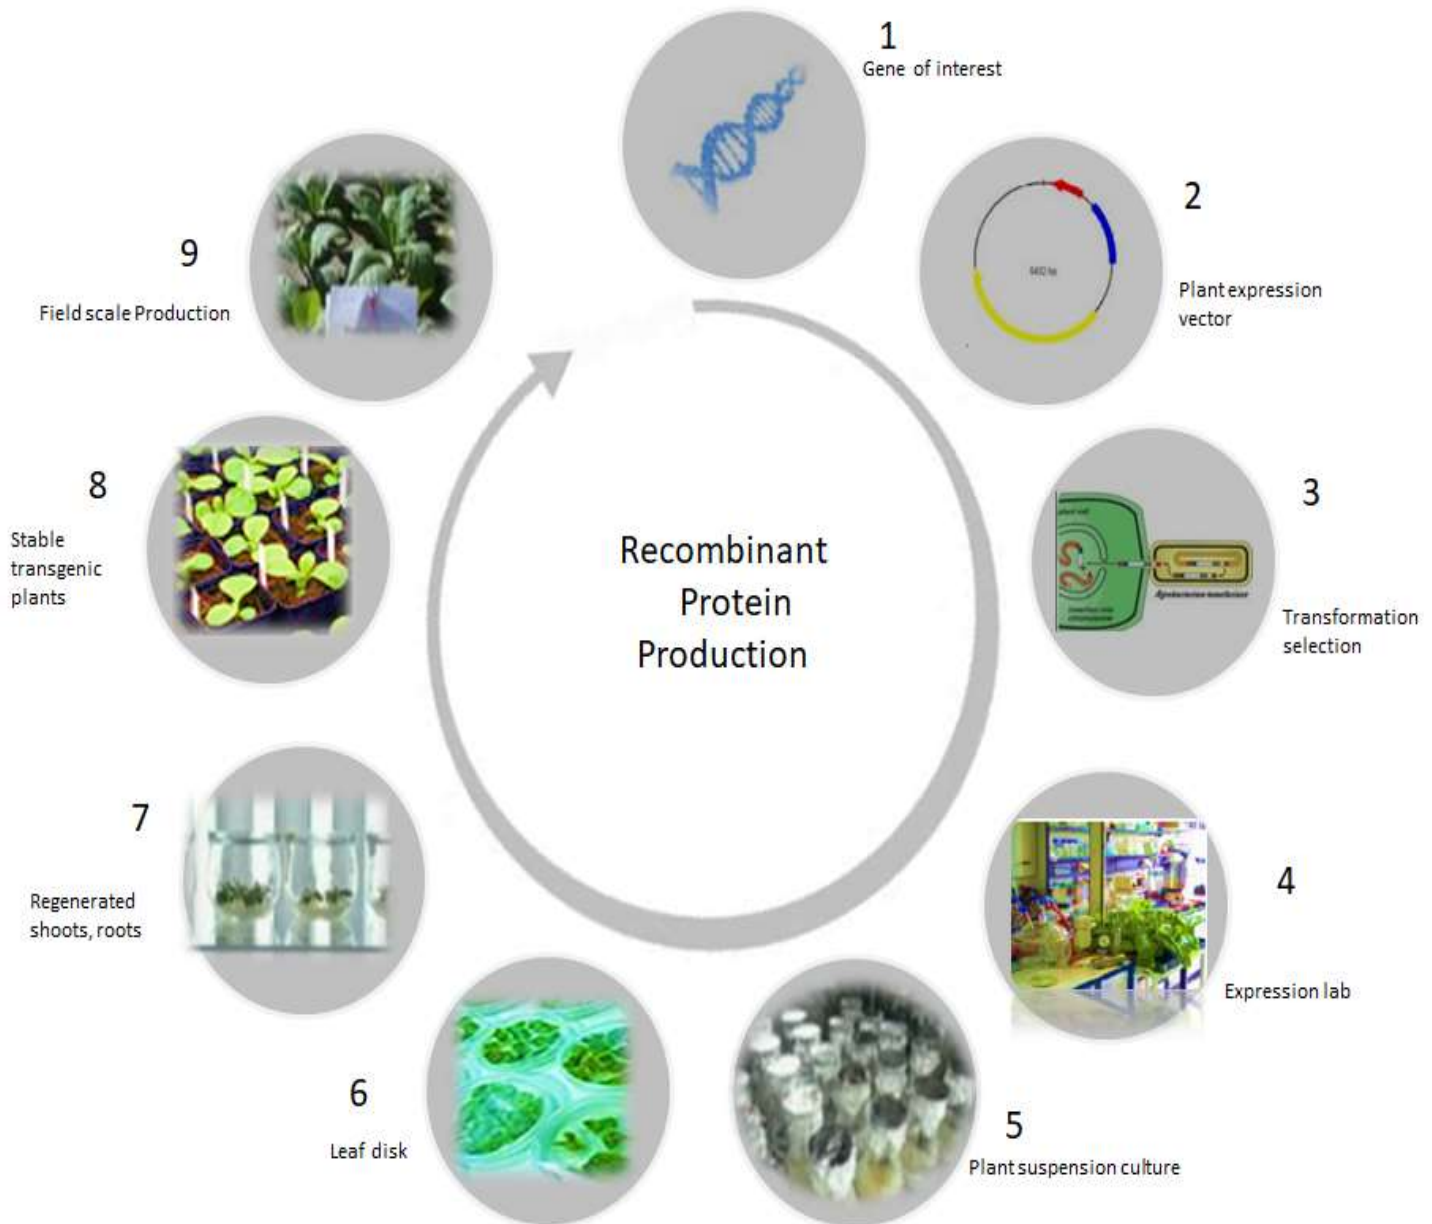 1
Gene of interest
2
Plant expression
vector
3
Transformation
selection
4
Expression lab
5
Plant suspension culture
6
Leaf disk
7
Regenerated
shoots, roots
8
Stable
transgenic
plants
9
Field scale Production
Recombinant
Protein
Production